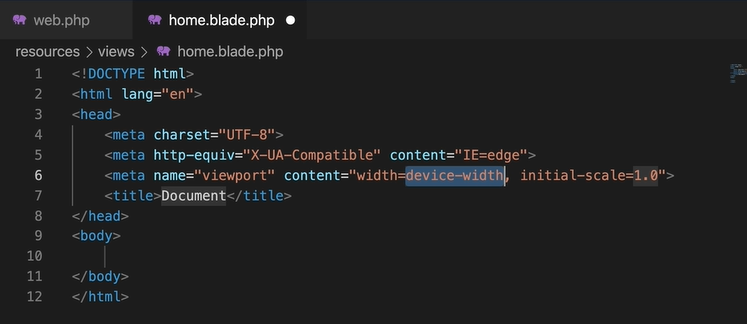 web.php home.blade.php
resources > views > home.blade.php
1 <!DOCTYPE html>
2 <html lang="en">
3 <head>
4 <meta charset="UTF-8">
5 <meta http-equiv="X-UA-Compatible" content="IE=edge">
6 <meta name="viewport" content="width=device-width, initial-scale=1.0">
7 <title>Document</title>
8 </head>
9 <body>
10
11 </body>
12 </html>